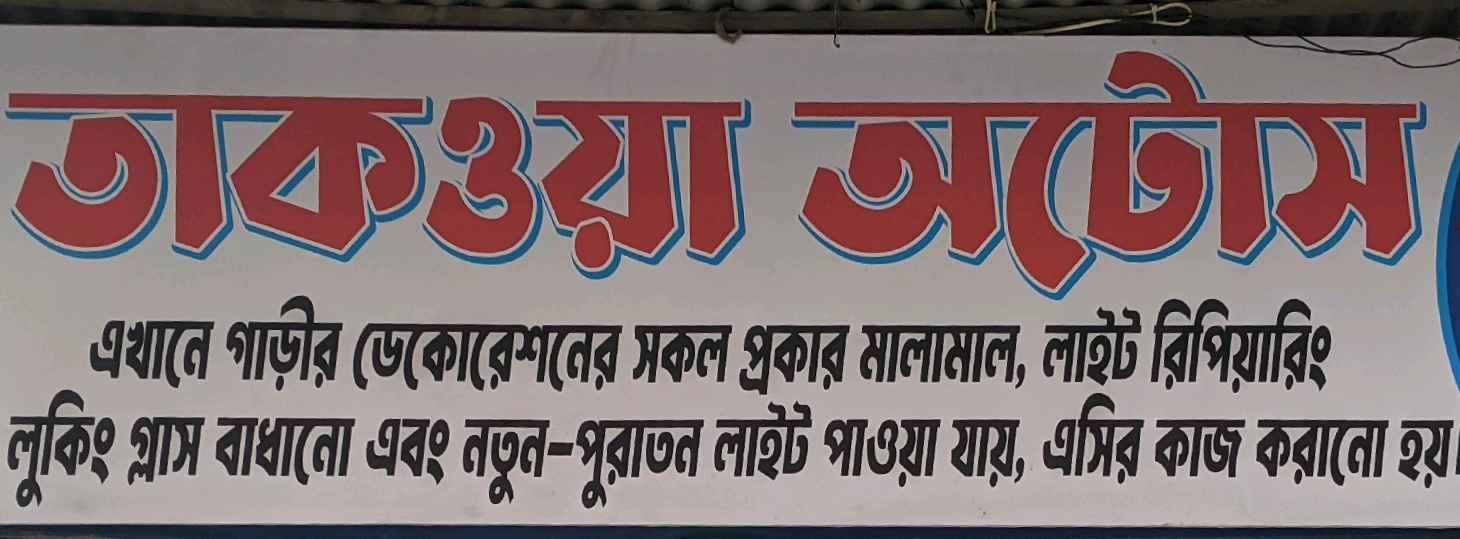 তাকওয়া অটোস
এখানে গাড়ীর ডেকোরেশনের সকল প্রকার মালামাল, লাইট রিপিয়ারিং
লুকিং গ্লাস বাধানো এবং নতুন-পুরাতন লাইট পাওয়া যায়, এসির কাজ করানো হয়।